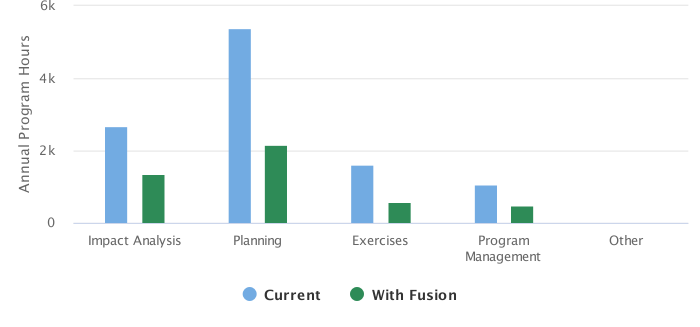 6k
4k
2k
0
Annual Program Hours
Impact Analysis
Planning
Exercises
Program
Management
Other
Current
With Fusion